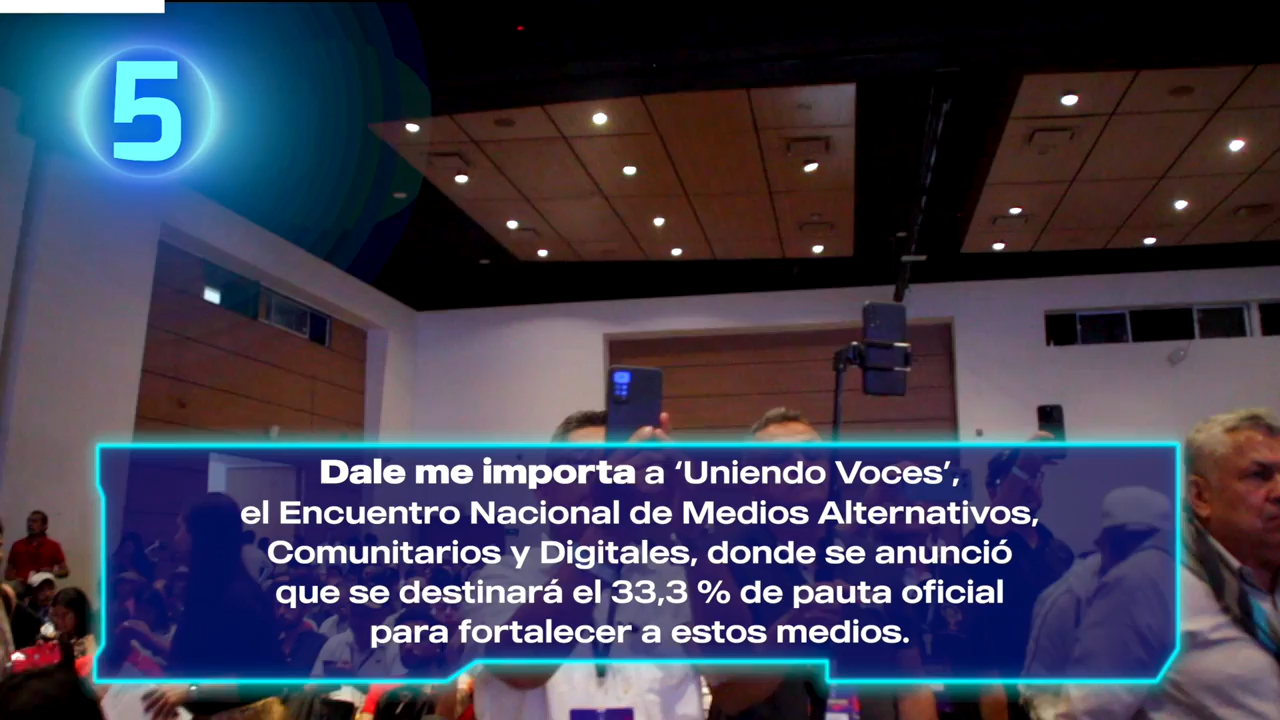 5
Dale me importa a ‘Uniendo Voces’,
el Encuentro Nacional de Medios Alternativos,
Comunitarios y Digitales, donde se anunció
que se destinará el 33,3 % de pauta oficial
para fortalecer a estos medios.